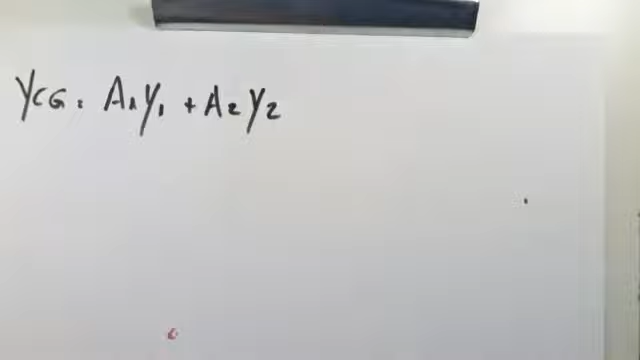 YCG = A1y1 + A2y2